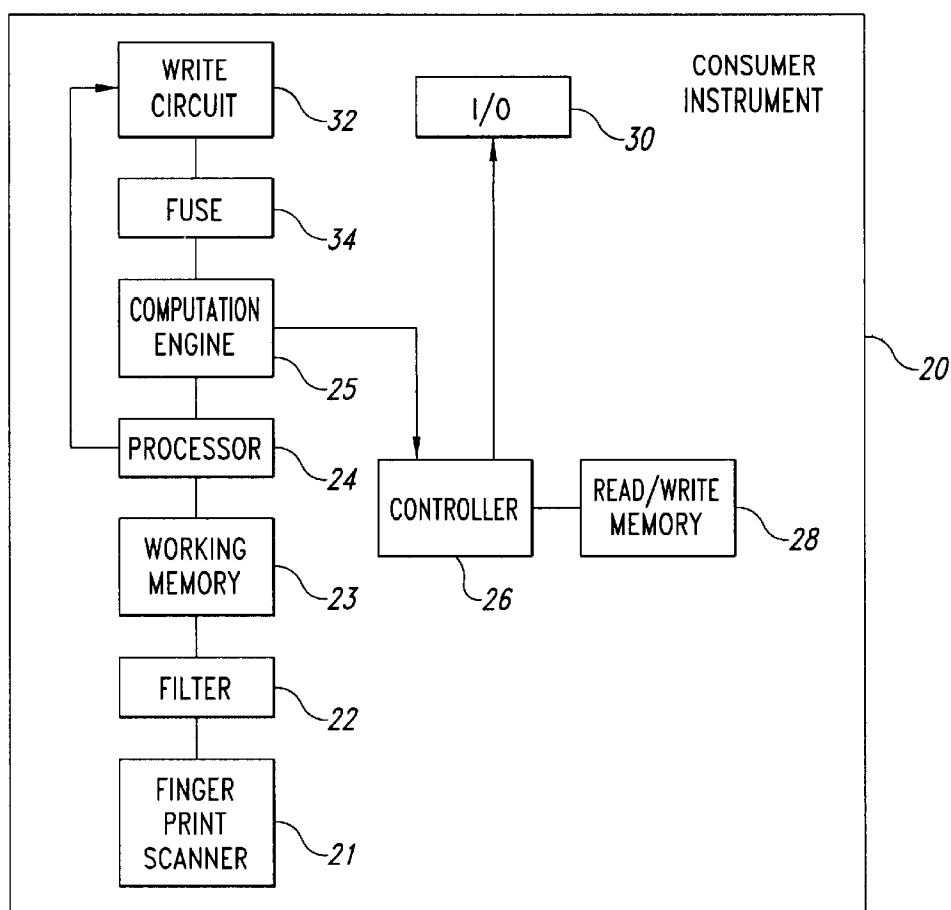 WRITE
CIRCUIT
32
I/O
30
CONSUMER
INSTRUMENT
FUSE
34
COMPUTATION
ENGINE
25
20
PROCESSOR
24
CONTROLLER
26
READ/WRITE
MEMORY
28
WORKING
MEMORY
23
FILTER
22
FINGER
PRINT
SCANNER
21